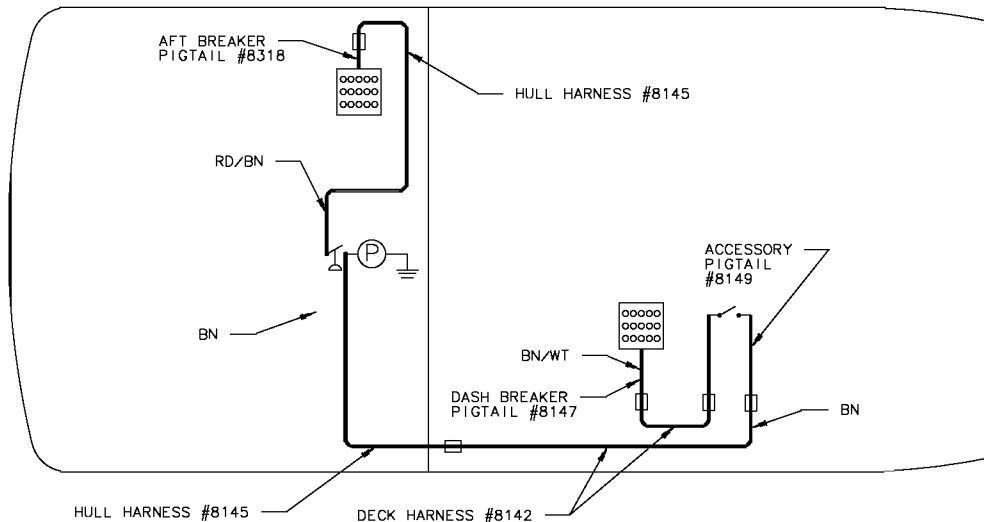 AFT BREAKER
PIGTAIL #8318
HULL HARNESS #8145
RD/BN
P
ACCESSORY
PIGTAIL
#8149
BN
BN/WT
DASH BREAKER
PIGTAIL #8147
BN
HULL HARNESS #8145
DECK HARNESS #8142